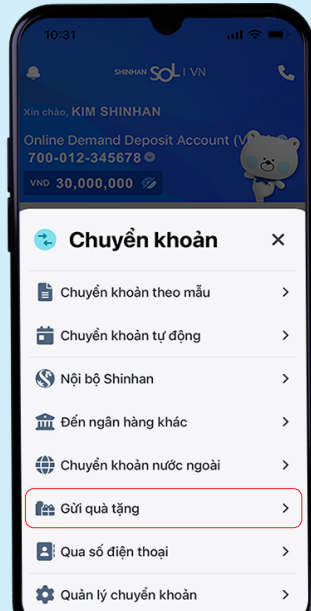 10:31
SHINHAN SOL | VN
Xin chào, KIM SHINHAN
Online Demand Deposit Account (V
700-012-345678
VND 30,000,000
Chuyển khoản
Chuyển khoản theo mẫu
Chuyển khoản tự động
Nội bộ Shinhan
Đến ngân hàng khác
Chuyển khoản nước ngoài
Gửi quà tặng
Qua số điện thoại
Quản lý chuyển khoản